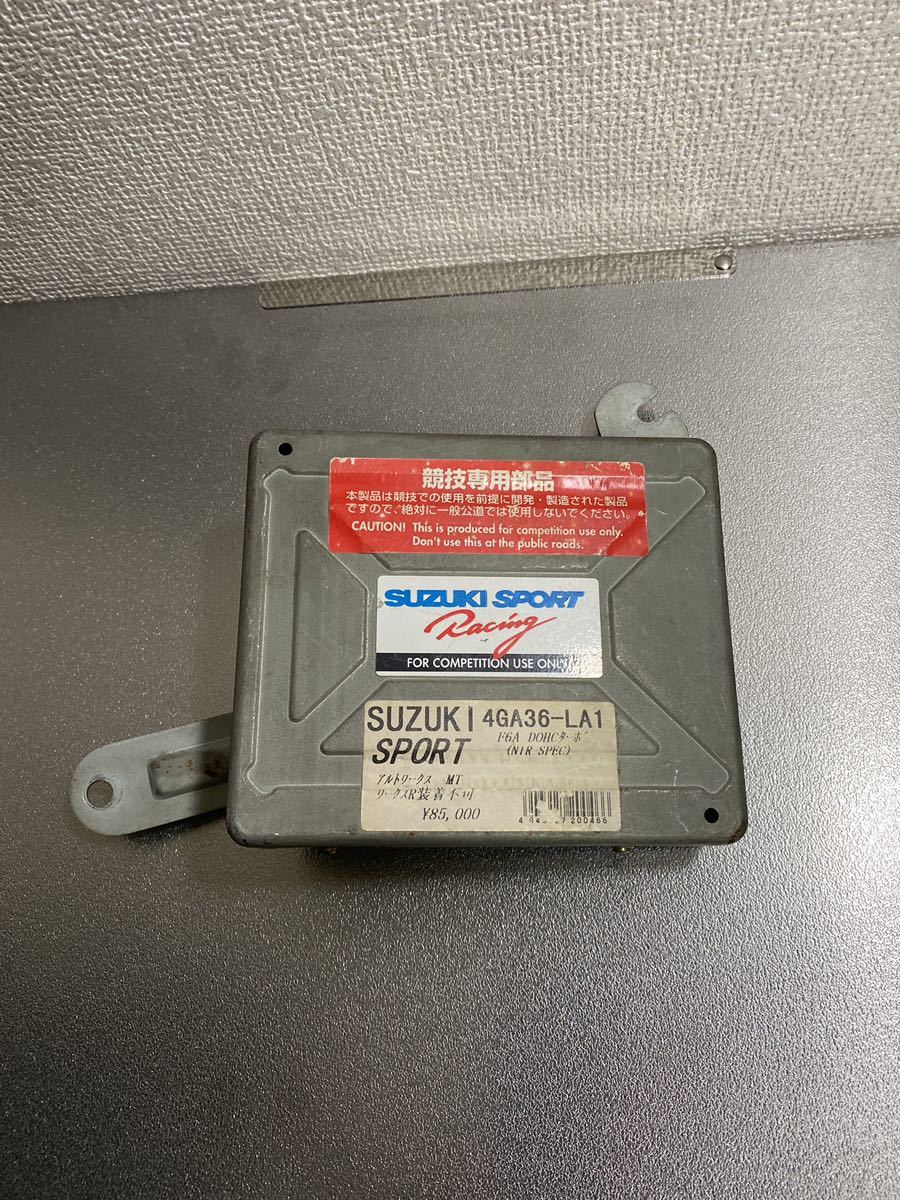 競技専用部品
本製品は競技での使用を前提に開発・製造された製品
ですので、絶対に一般公道では使用しないでください。
CAUTION! This is produced for competition use only.
Don't use this at the public roads.
SUZUKI SPORT
Racing
FOR COMPETITION USE ONLY
SUZUKI
SPORT
4GA36-LA1
F6A DOHCターボ
(N1R SPEC)
アルトワークス MT
ワークスR装着不可
¥85,000
200466